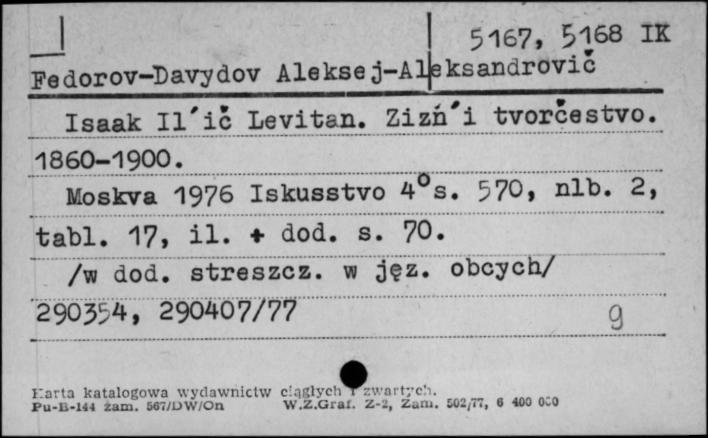 5167, 5168 IK
Fedorov-Davydov Aleksej-Aleksandrovič
Isaak Il´ič Levitan. Zizń´i tvorčestvo.
1860-1900.
Moskva 1976 Iskusstvo 4°s. 570, nlb. 2,
tabl. 17, il. + dod. s. 70.
/w dod. streszcz. w jęz. obcych/
290354, 290407/77
9
Karta katalogowa wydawnictw ciągłych i zwartych.
Pu-B-144 zam. 567/DW/On W.Z.Graf. Z-2, Zam. 502/77, 6 400 000